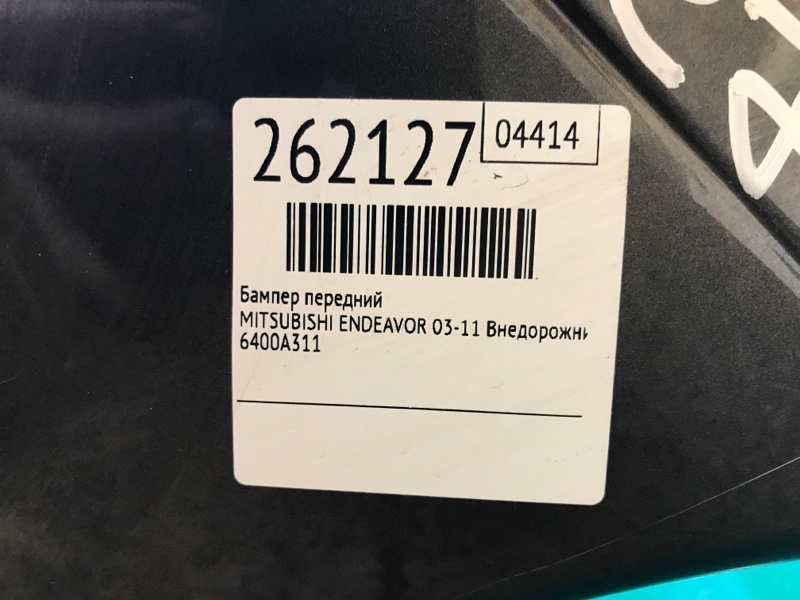 262127
04414
Бампер передний
MITSUBISHI ENDEAVOR 03-11 Внедорожни
6400A311